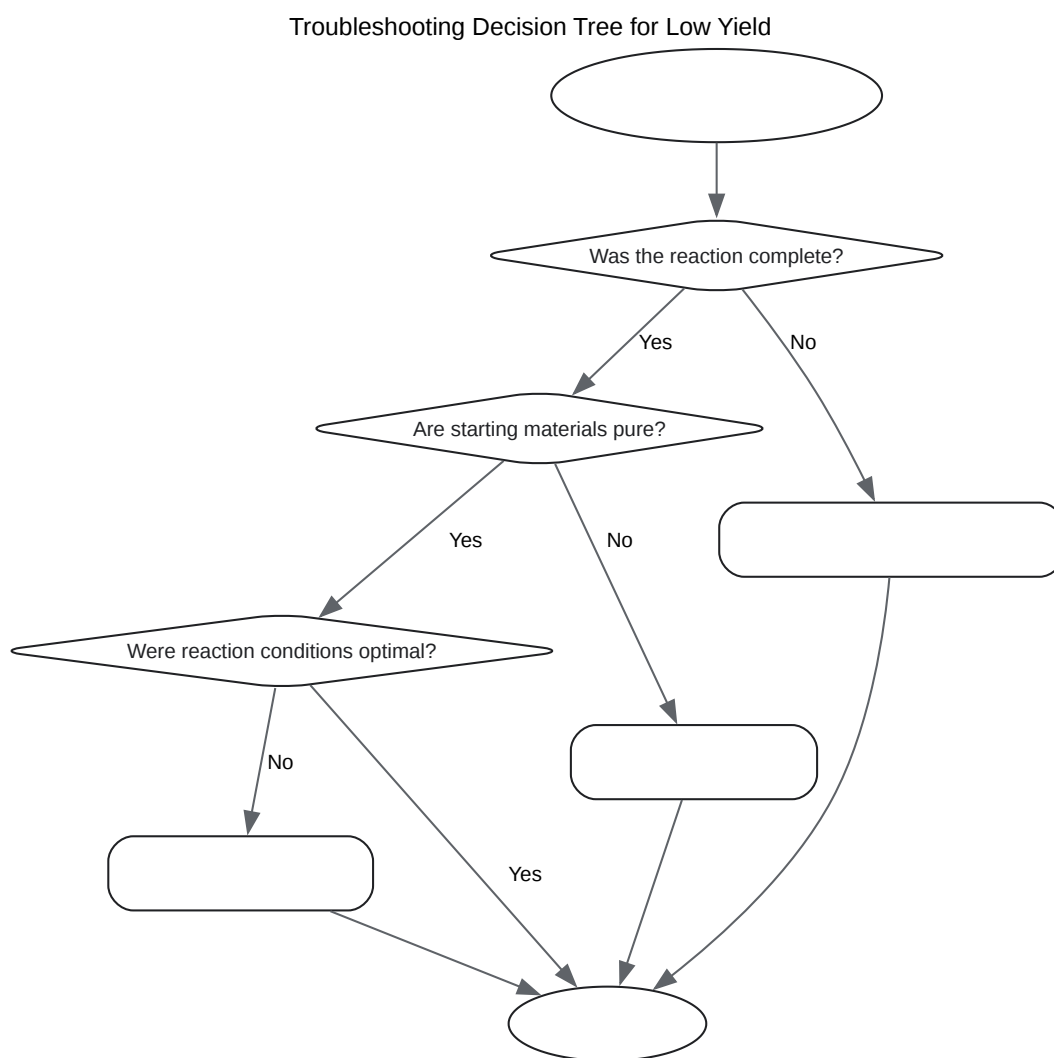 Troubleshooting Decision Tree for Low Yield
Was the reaction complete?
Yes
No
Are starting materials pure?
Yes
No
Were reaction conditions optimal?
No
Yes